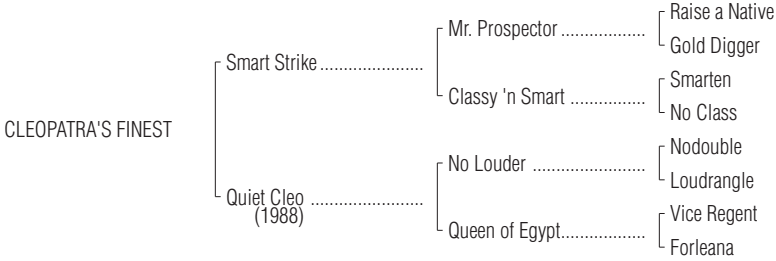 Raise a Native
Mr. Prospector ......................
Gold Digger
Smart Strike ......................
Smarten
Classy 'n Smart ................
No Class
CLEOPATRA'S FINEST
Nodouble
No Louder ........................
Loudrangle
Quiet Cleo ........................
(1988)
Vice Regent
Queen of Egypt..................
Forleana